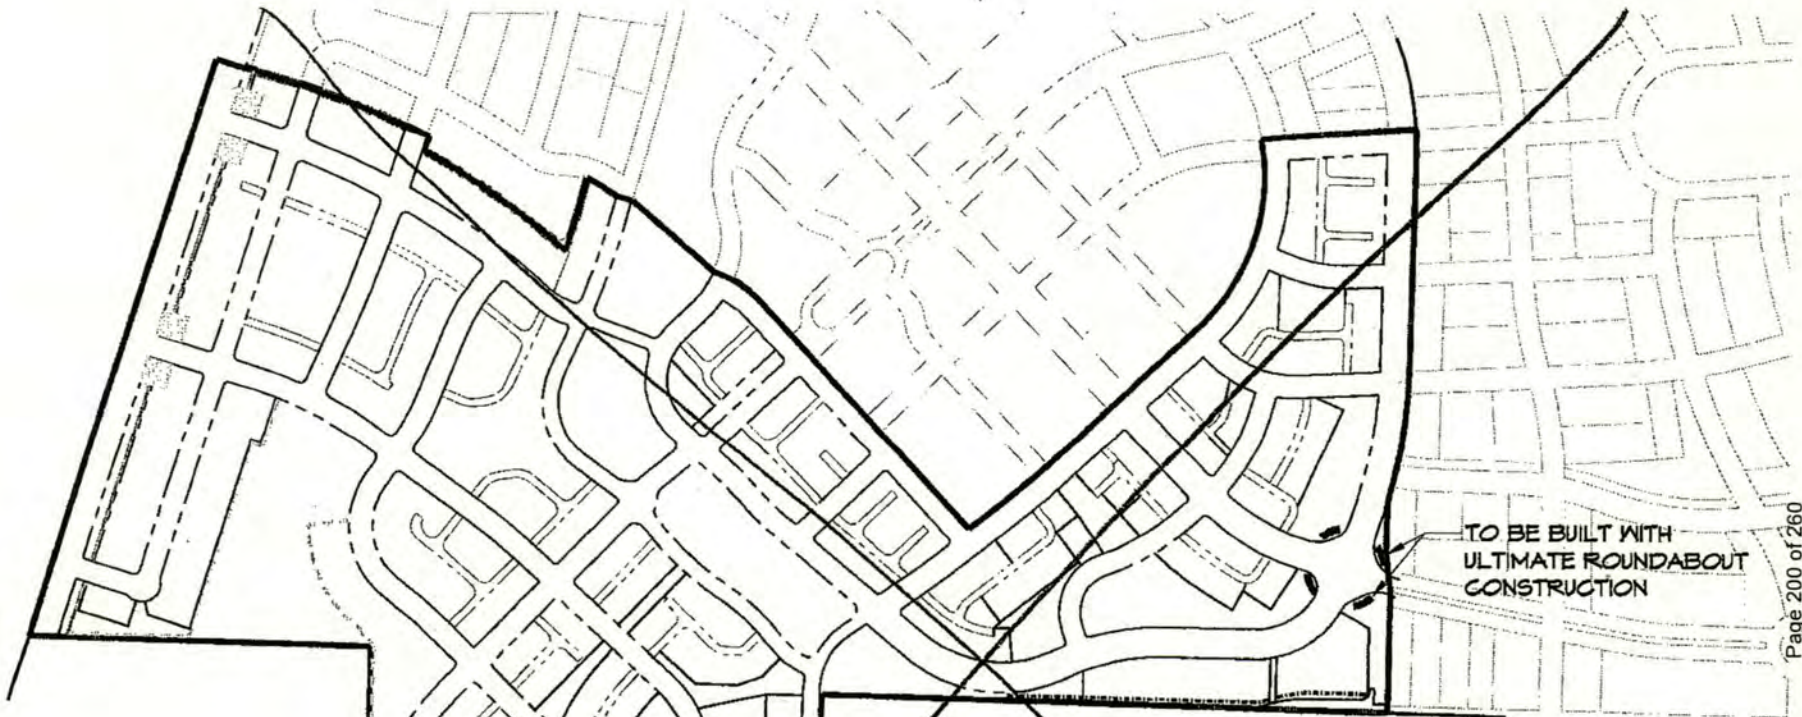 TO BE BUILT WITH
ULTIMATE ROUNDABOUT
CONSTRUCTION
Page 200 of 260